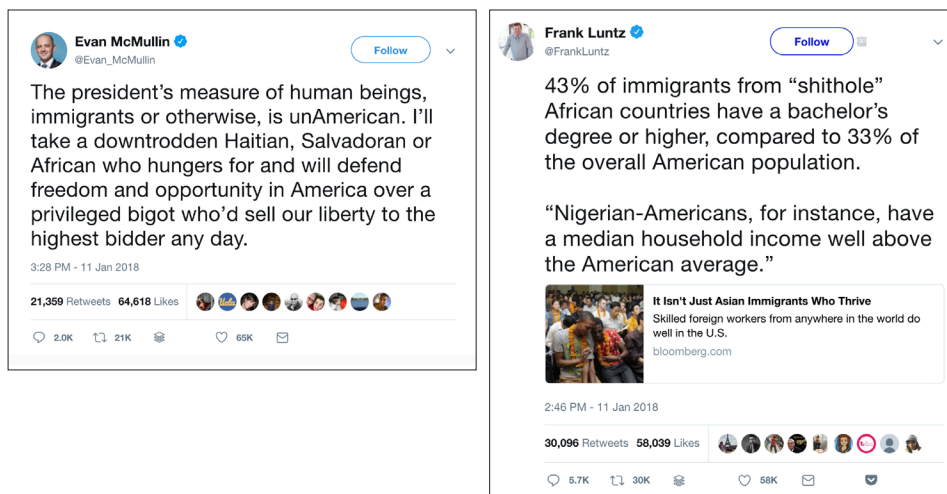 Evan McMullin
@Evan_McMullin
Follow
The president's measure of human beings,
immigrants or otherwise, is unAmerican. I'll
take a downtrodden Haitian, Salvadoran or
African who hungers for and will defend
freedom and opportunity in America over a
privileged bigot who'd sell our liberty to the
highest bidder any day.
3:28 PM - 11 Jan 2018
21,359 Retweets 64,618 Likes
2.0K 21K 65K
Frank Luntz
@FrankLuntz
Follow
43% of immigrants from “shithole”
African countries have a bachelor's
degree or higher, compared to 33% of
the overall American population.
“Nigerian-Americans, for instance, have
a median household income well above
the American average.”
It Isn't Just Asian Immigrants Who Thrive
Skilled foreign workers from anywhere in the world do
well in the U.S.
bloomberg.com
2:46 PM - 11 Jan 2018
30,096 Retweets 58,039 Likes
5.7K 30K 58K